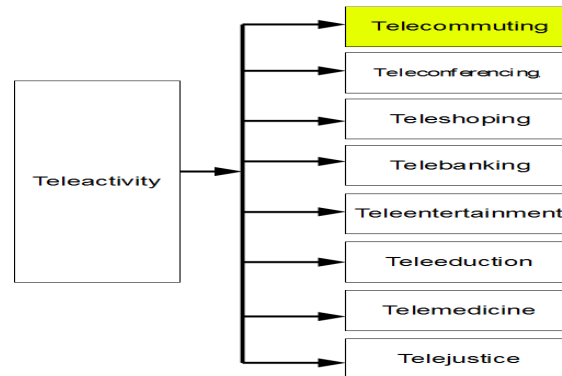 Telecommuting
Teleconferencing.
Teleshoping
Telebanking
Teleactivity
Teleentertainment
Teleeduction
Telemedicine
Telejustice